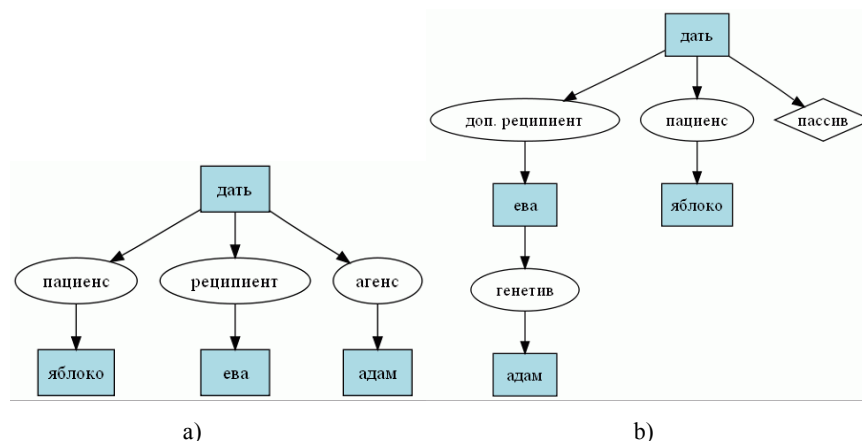 дать
пациенс
реципиент
агенс
яблоко
ева
адам
a)
дать
доп. реципиент
пациенс
пассив
ева
яблоко
генетив
адам
b)